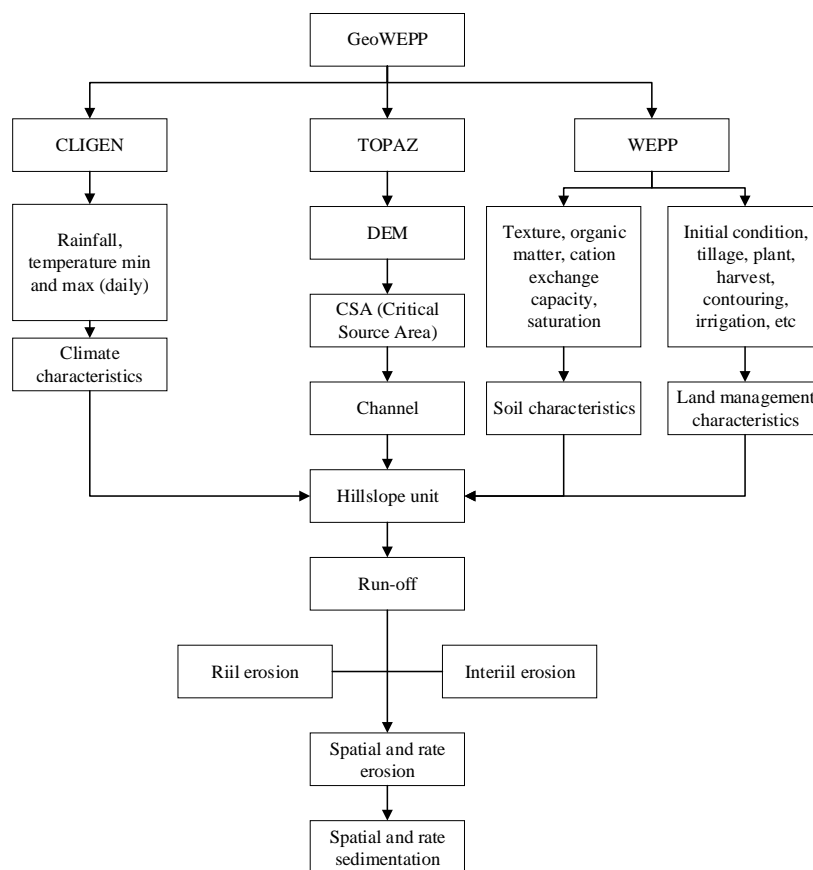 GeoWEPP
CLIGEN
TOPAZ
WEPP
Rainfall,
temperature min
and max (daily)
DEM
Texture, organic
matter, cation
exchange
capacity,
saturation
Initial condition,
tillage, plant,
harvest,
contouring,
irrigation, etc
CSA (Critical
Source Area)
Climate
characteristics
Channel
Soil characteristics
Land management
characteristics
Hillslope unit
Run-off
Riil erosion
Interiil erosion
Spatial and rate
erosion
Spatial and rate
sedimentation